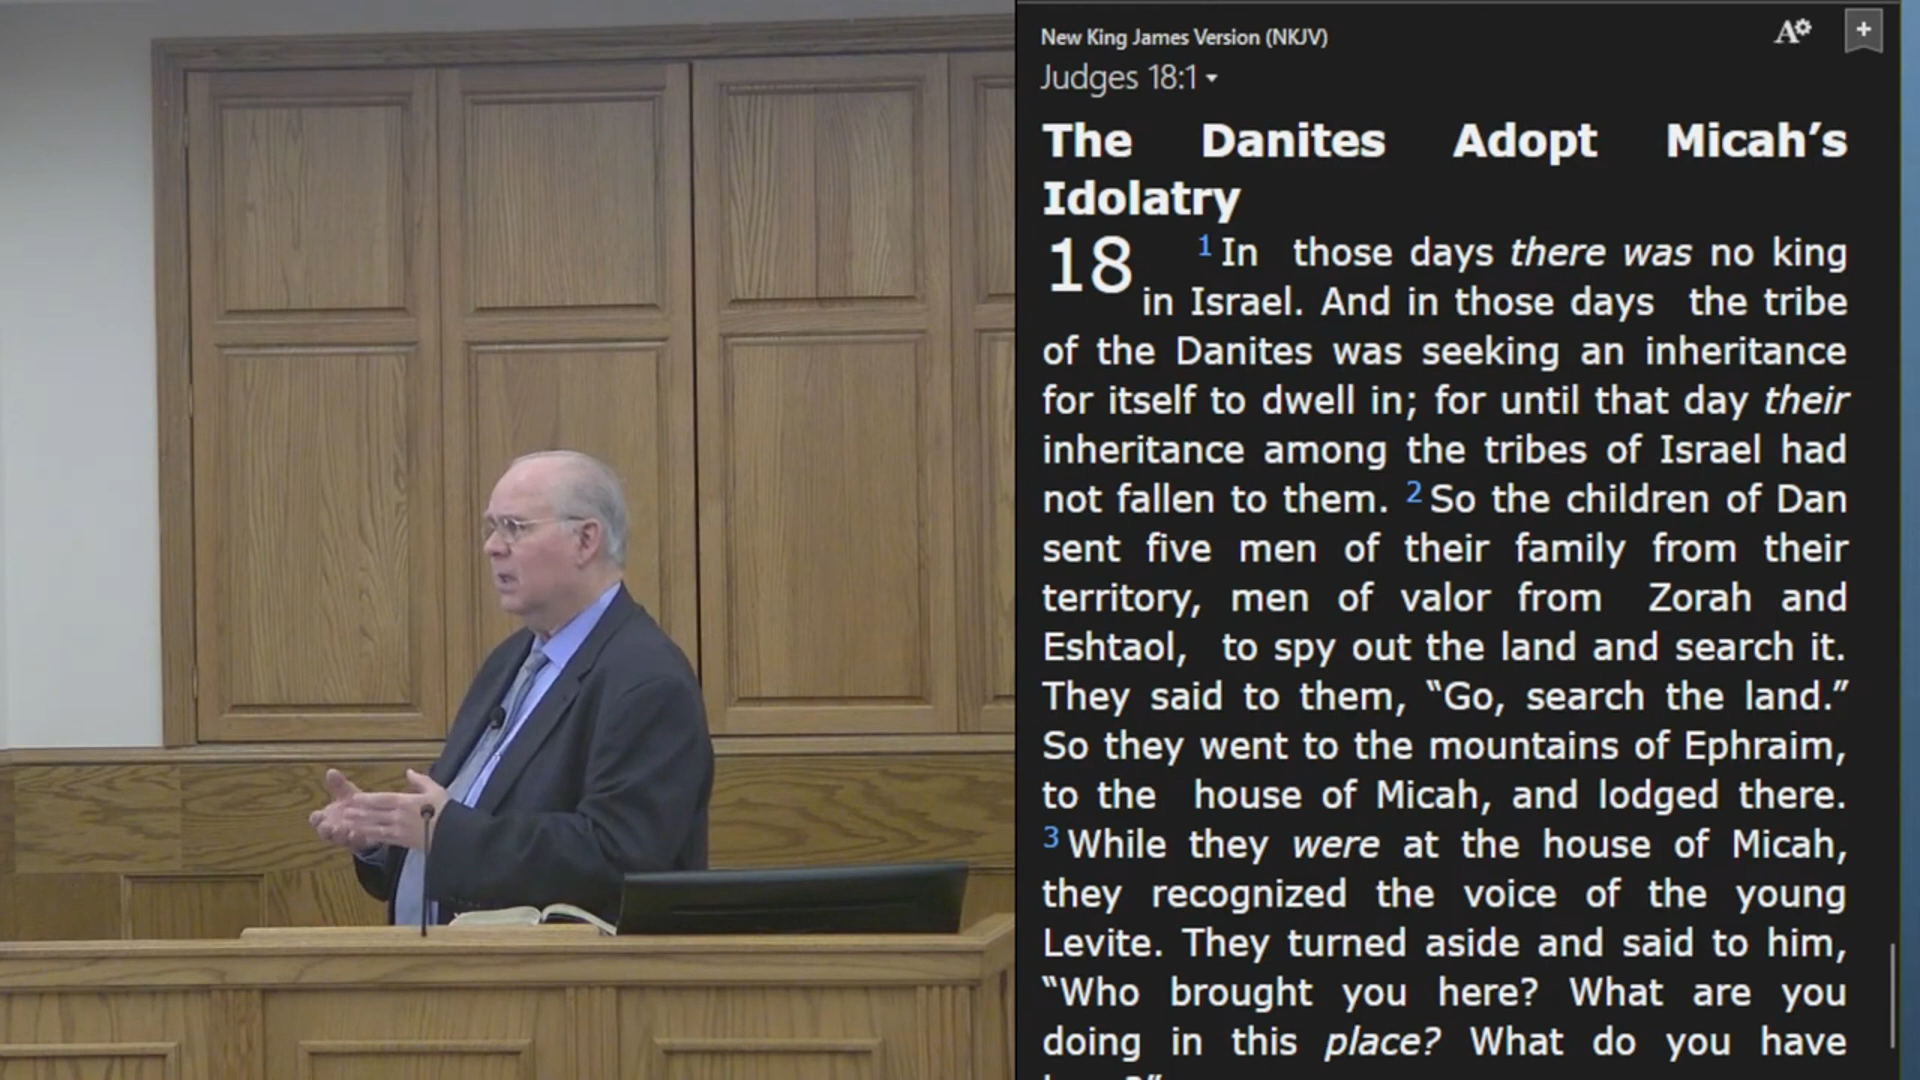 New King James Version (NKJV)
Judges 18:1
The Danites Adopt Micah’s
Idolatry
18 1 In those days there was no king
in Israel. And in those days the tribe
of the Danites was seeking an inheritance
for itself to dwell in; for until that day their
inheritance among the tribes of Israel had
not fallen to them. 2 So the children of Dan
sent five men of their family from their
territory, men of valor from Zorah and
Eshtaol, to spy out the land and search it.
They said to them, “Go, search the land.”
So they went to the mountains of Ephraim,
to the house of Micah, and lodged there.
3 While they were at the house of Micah,
they recognized the voice of the young
Levite. They turned aside and said to him,
“Who brought you here? What are you
doing in this place? What do you have